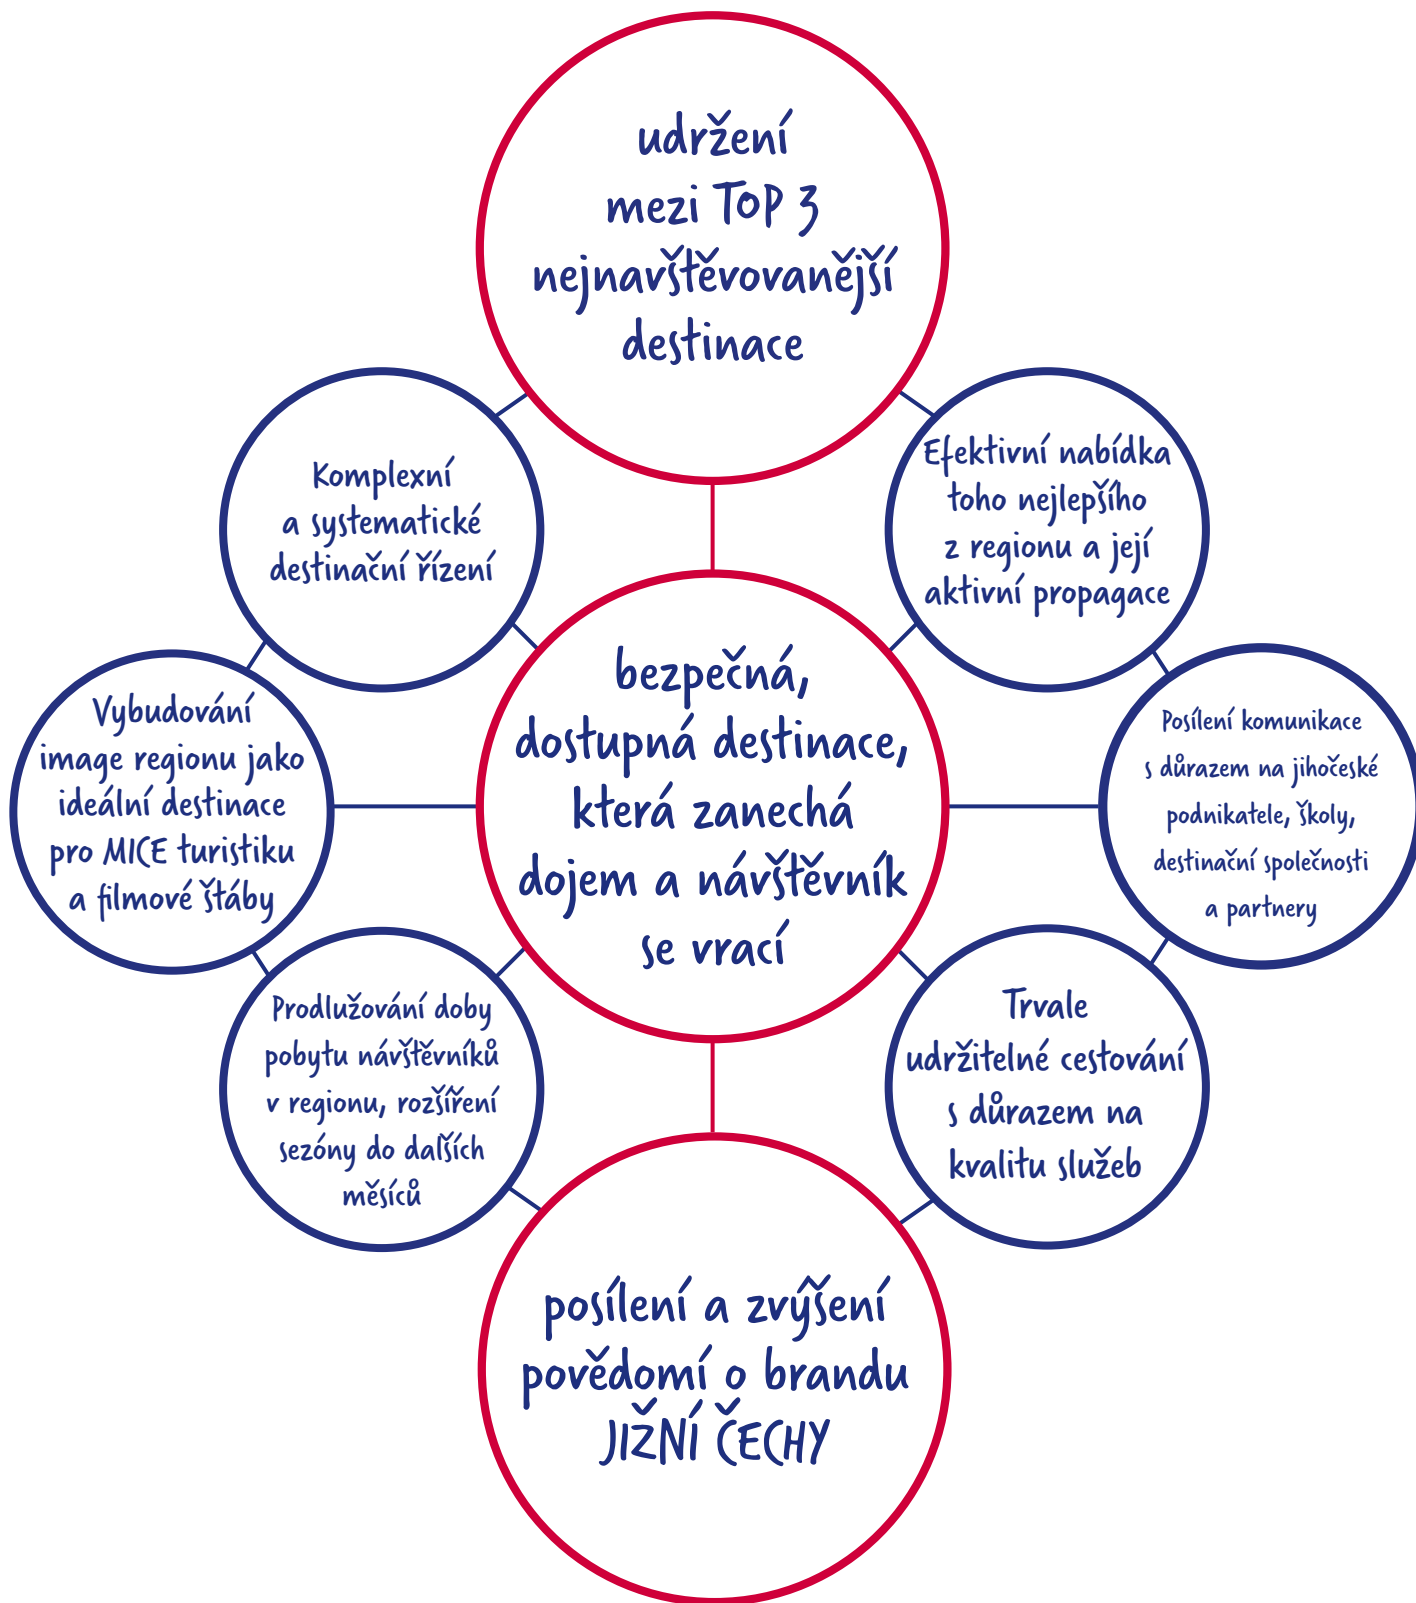 udržení
mezi TOP 3
nejnavštěvovanější
destinace
Komplexní
a systematické
destinační řízení
Efektivní nabídka
toho nejlepšího
z regionu a její
aktivní propagace
Vybudování
image regionu jako
ideální destinace
pro MICE turistiku
a filmové štáby
bezpečná,
dostupná destinace,
která zanechá
dojem a návštěvník
se vrací
Posílení komunikace
s důrazem na jihočeské
podnikatele, školy,
destinační společnosti
a partnery
Prodlužování doby
pobytu návštěvníků
v regionu, rozšíření
sezóny do dalších
měsíců
Trvale
udržitelné cestování
s důrazem na
kvalitu služeb
posílení a zvýšení
povědomí o brandu
JIŽNÍ ČECHY